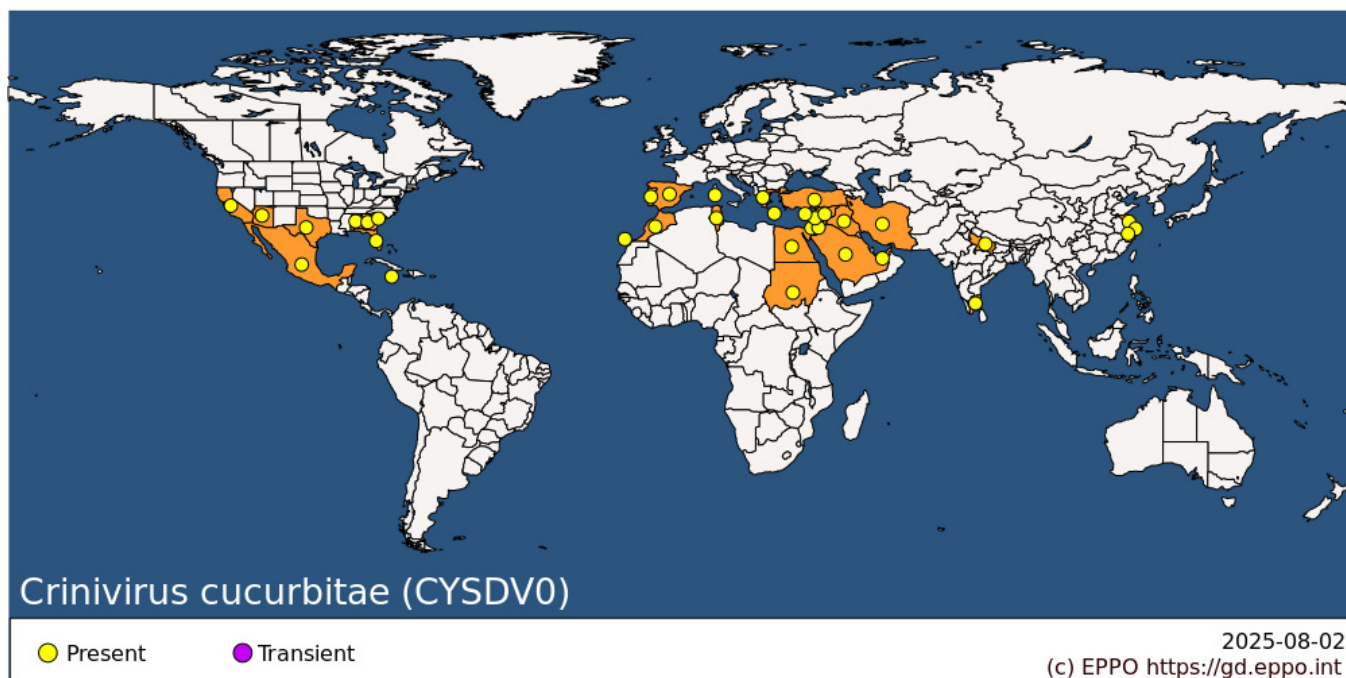 Crinivirus cucurbitae (CYSDV0)
Present
Transient
2025-08-02
(c) EPPO https://gd.eppo.int